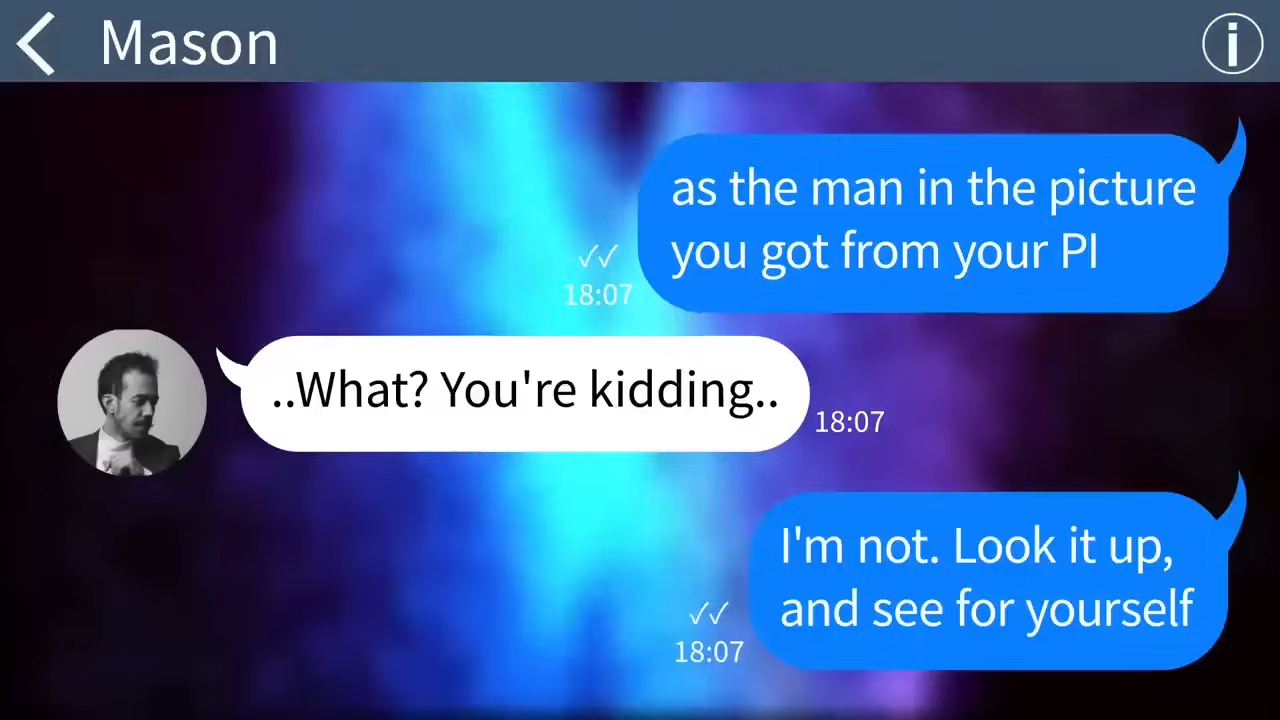 Mason
as the man in the picture
you got from your PI
✓✓
18:07
..What? You're kidding..
18:07
I'm not. Look it up,
and see for yourself
✓✓
18:07